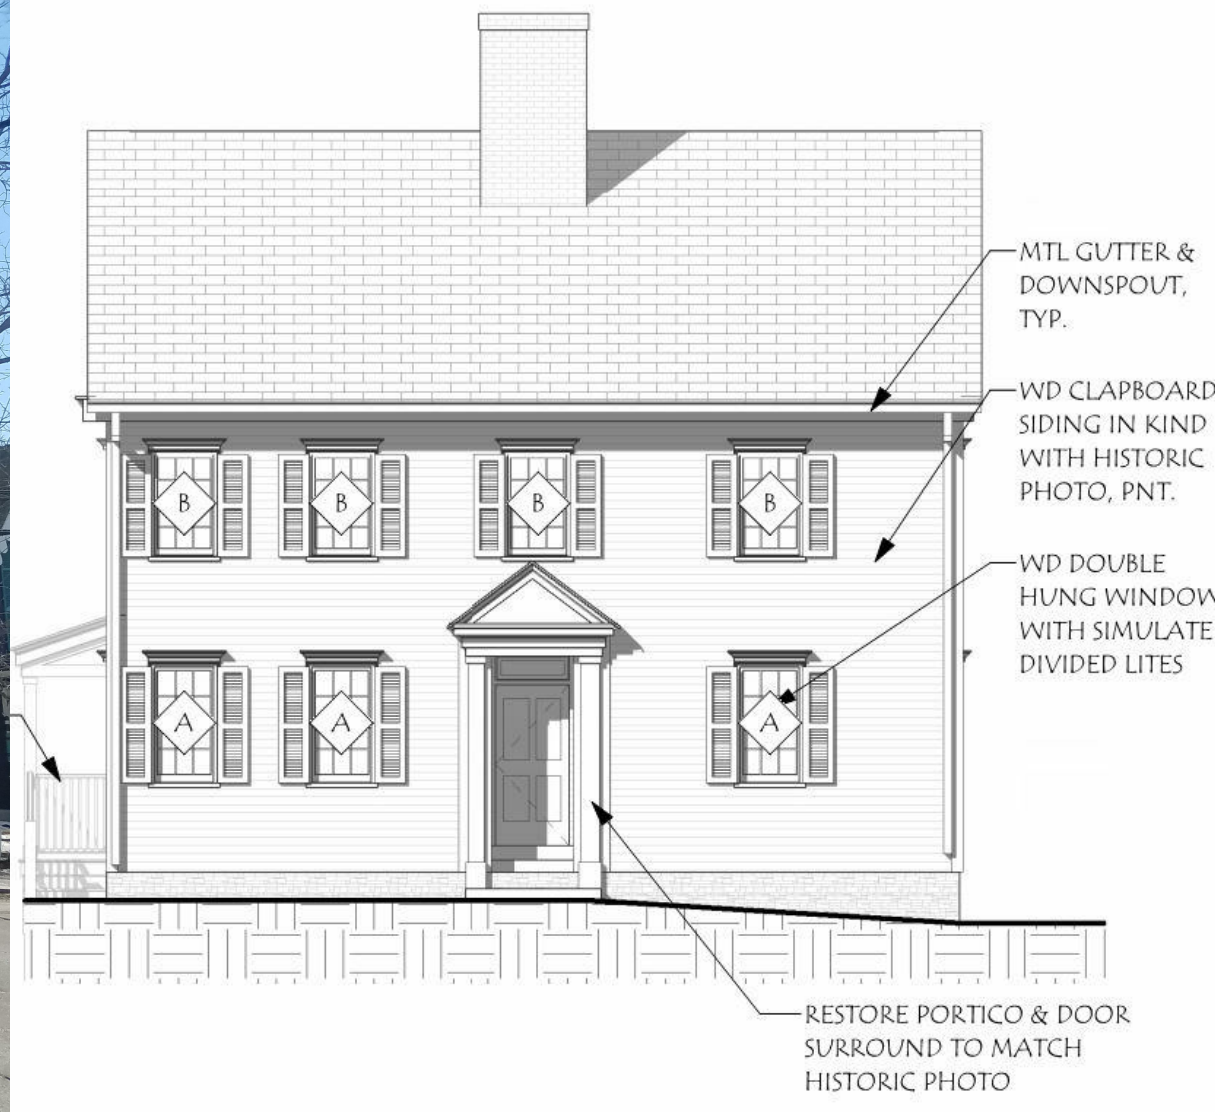 MTL GUTTER &
DOWNSPOUT,
TYP.
WD CLAPBOARD
SIDING IN KIND
WITH HISTORIC
PHOTO, PNT.
B B B B
WD DOUBLE
HUNG WINDOW
WITH SIMULATE
DIVIDED LITES
A A A
RESTORE PORTICO & DOOR
SURROUND TO MATCH
HISTORIC PHOTO